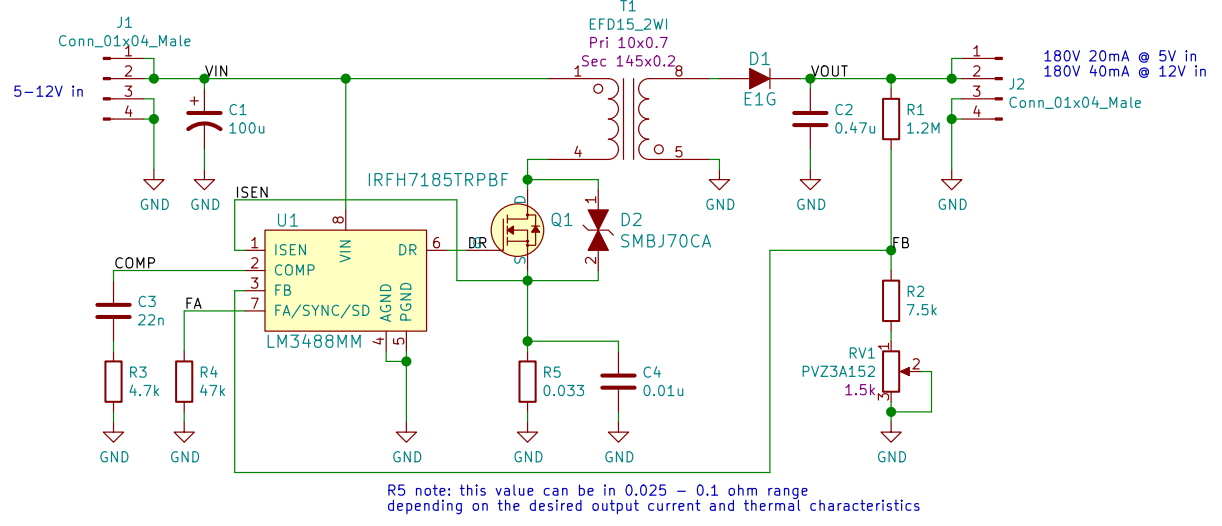 J1
Conn_01x04_Male
1
2
3
4
5-12V in
VIN
C1
100u
GND
GND
T1
EFD15_2WI
Pri 10x0.7
Sec 145x0.2
1
8
4
5
D1
E1G
VOUT
C2
0.47u
R1
1.2M
1
2
3
4
180V 20mA @ 5V in
180V 40mA @ 12V in
J2
Conn_01x04_Male
GND
GND
GND
ISEN
IRFH7185TRPBF
D
Q1
G
S
1
D2
SMBJ70CA
2
U1
8
VIN
1
ISEN
2
COMP
3
FB
7
FA/SYNC/SD
DR
6
DR
AGND
PGND
4
5
LM3488MM
COMP
FA
C3
22n
R3
4.7k
R4
47k
R5
0.033
C4
0.01u
FB
R2
7.5k
RV1
PVZ3A152
1.5k
1
2
3
GND
GND
GND
GND
GND
GND
R5 note: this value can be in 0.025 – 0.1 ohm range
depending on the desired output current and thermal characteristics